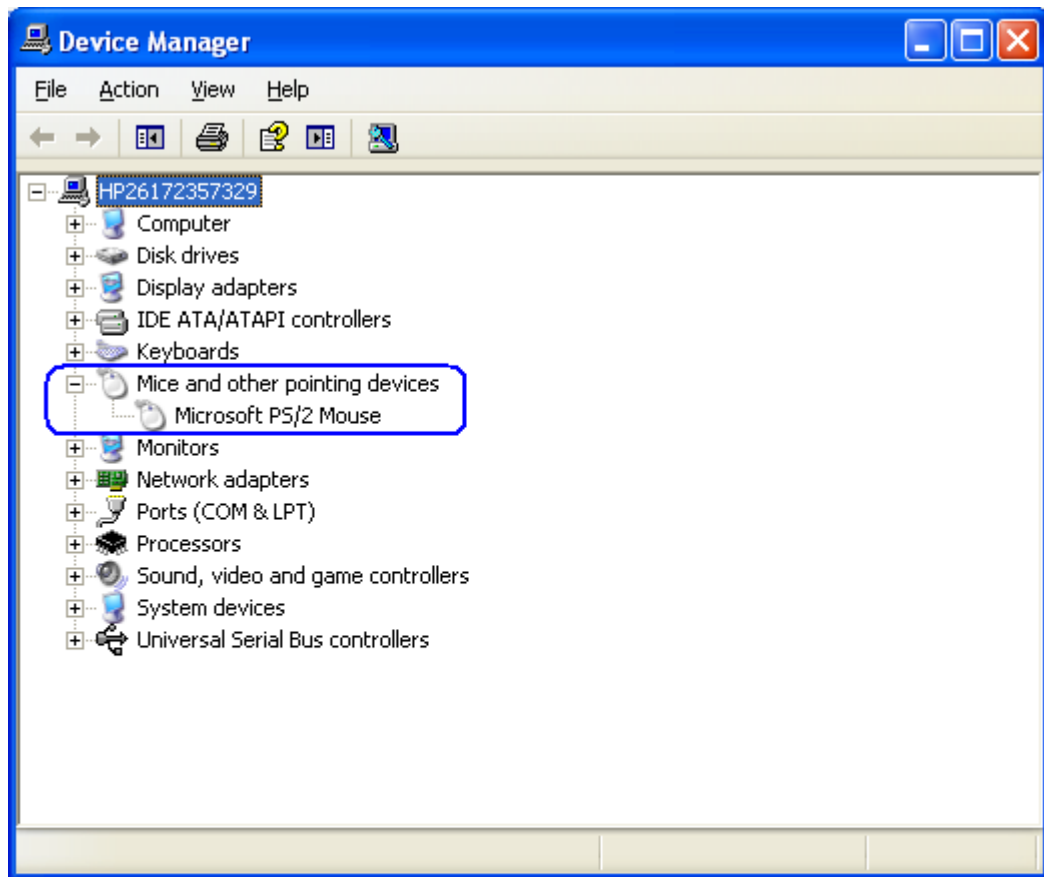 Device Manager
File Action View Help
HP26172357329
Computer
Disk drives
Display adapters
IDE ATA/ATAPI controllers
Keyboards
Mice and other pointing devices
Microsoft PS/2 Mouse
Monitors
Network adapters
Ports (COM & LPT)
Processors
Sound, video and game controllers
System devices
Universal Serial Bus controllers